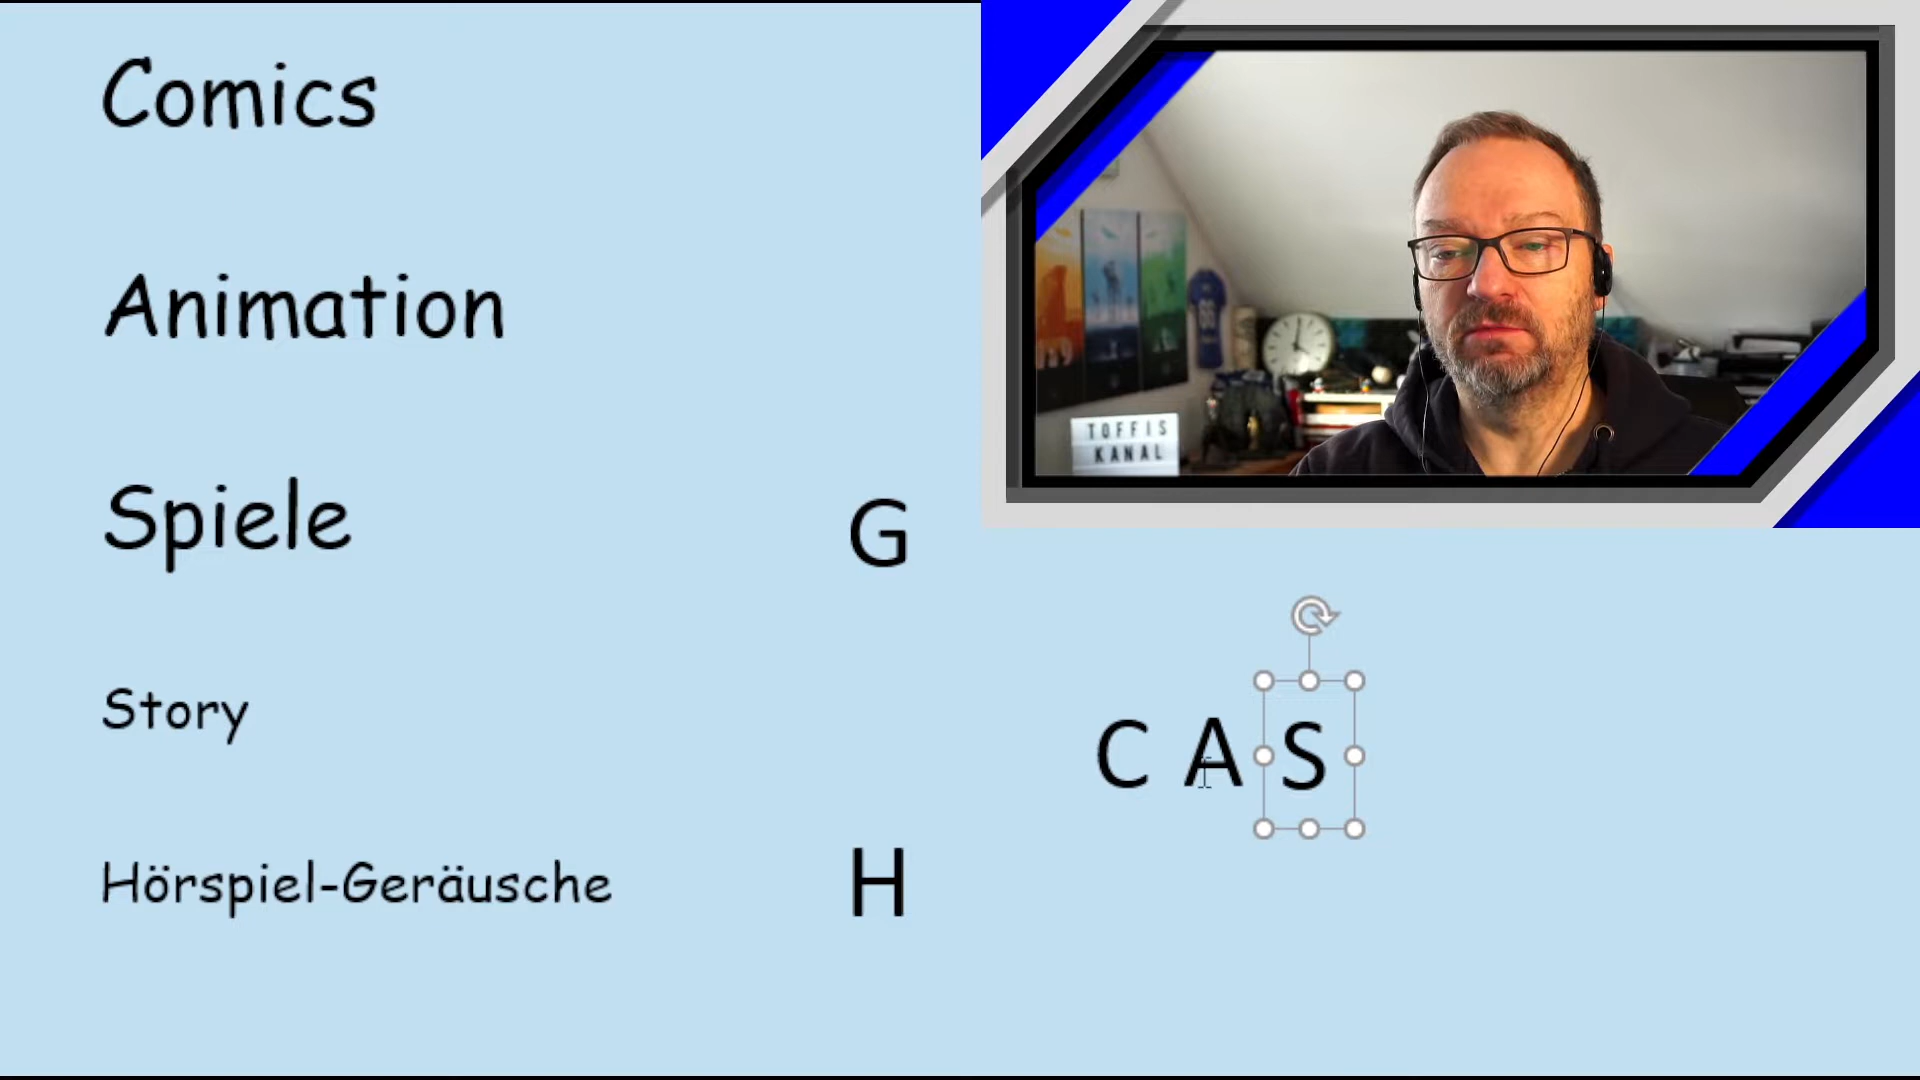 Comics
Animation
Spiele
G
Story
C A S
Hörspiel-Geräusche
H
TOFFIS
KANAL